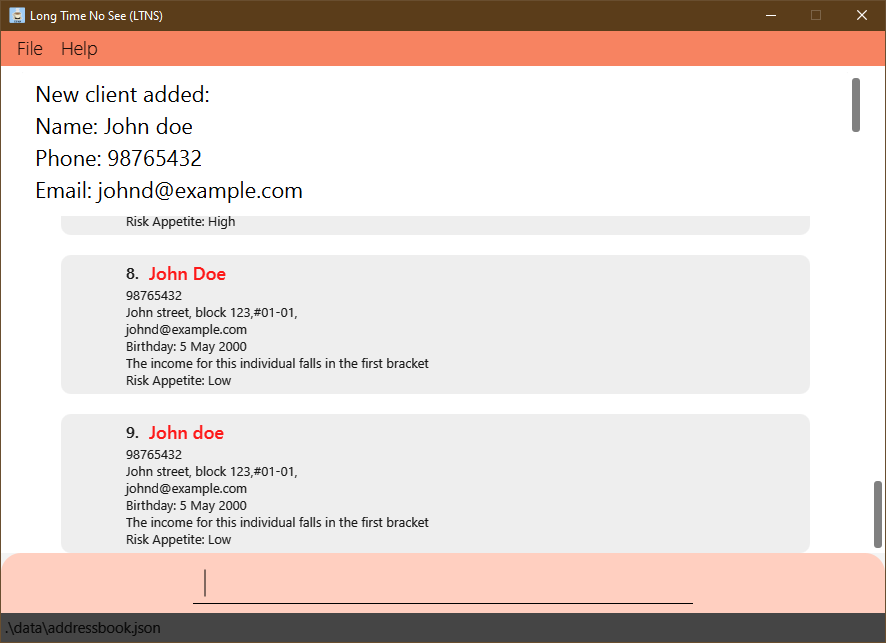 Long Time No See (LTNS)
File Help
New client added:
Name: John doe
Phone: 98765432
Email: johnd@example.com
Risk Appetite: High
8. John Doe
98765432
John street, block 123,#01-01,
johnd@example.com
Birthday: 5 May 2000
The income for this individual falls in the first bracket
Risk Appetite: Low
9. John doe
98765432
John street, block 123,#01-01,
johnd@example.com
Birthday: 5 May 2000
The income for this individual falls in the first bracket
Risk Appetite: Low
.\data\addressbook.json